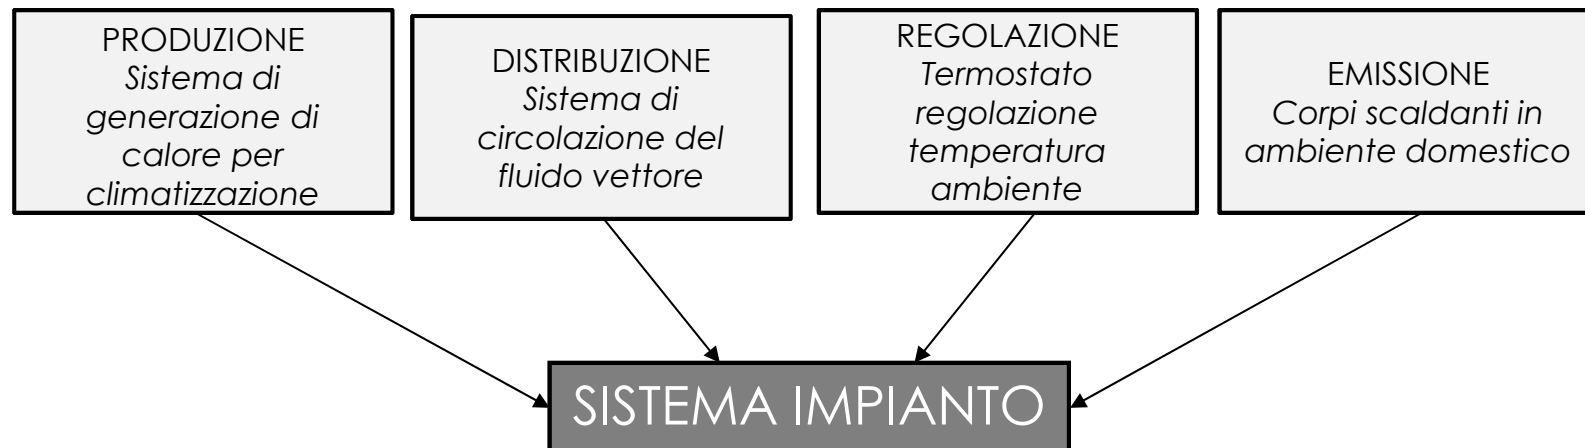 PRODUZIONE
Sistema di
generazione di
calore per
climatizzazione
DISTRIBUZIONE
Sistema di
circolazione del
fluido vettore
REGOLAZIONE
Termostato
regolazione
temperatura
ambiente
EMISSIONE
Corpi scaldanti in
ambiente domestico
SISTEMA IMPIANTO